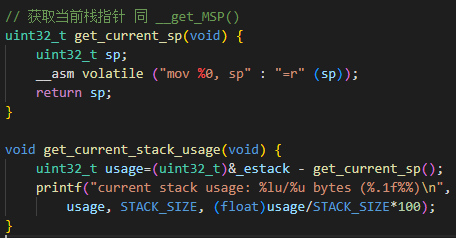 // 获取当前栈指针 同 __get_MSP()
uint32_t get_current_sp(void) {
    uint32_t sp;
    __asm volatile ("mov %0, sp" : "=r" (sp));
    return sp;
}

void get_current_stack_usage(void) {
    uint32_t usage=(uint32_t)&_estack - get_current_sp();
    printf("current stack usage: %lu/%u bytes (%.1f%%)\n",
        usage, STACK_SIZE, (float)usage/STACK_SIZE*100);
}